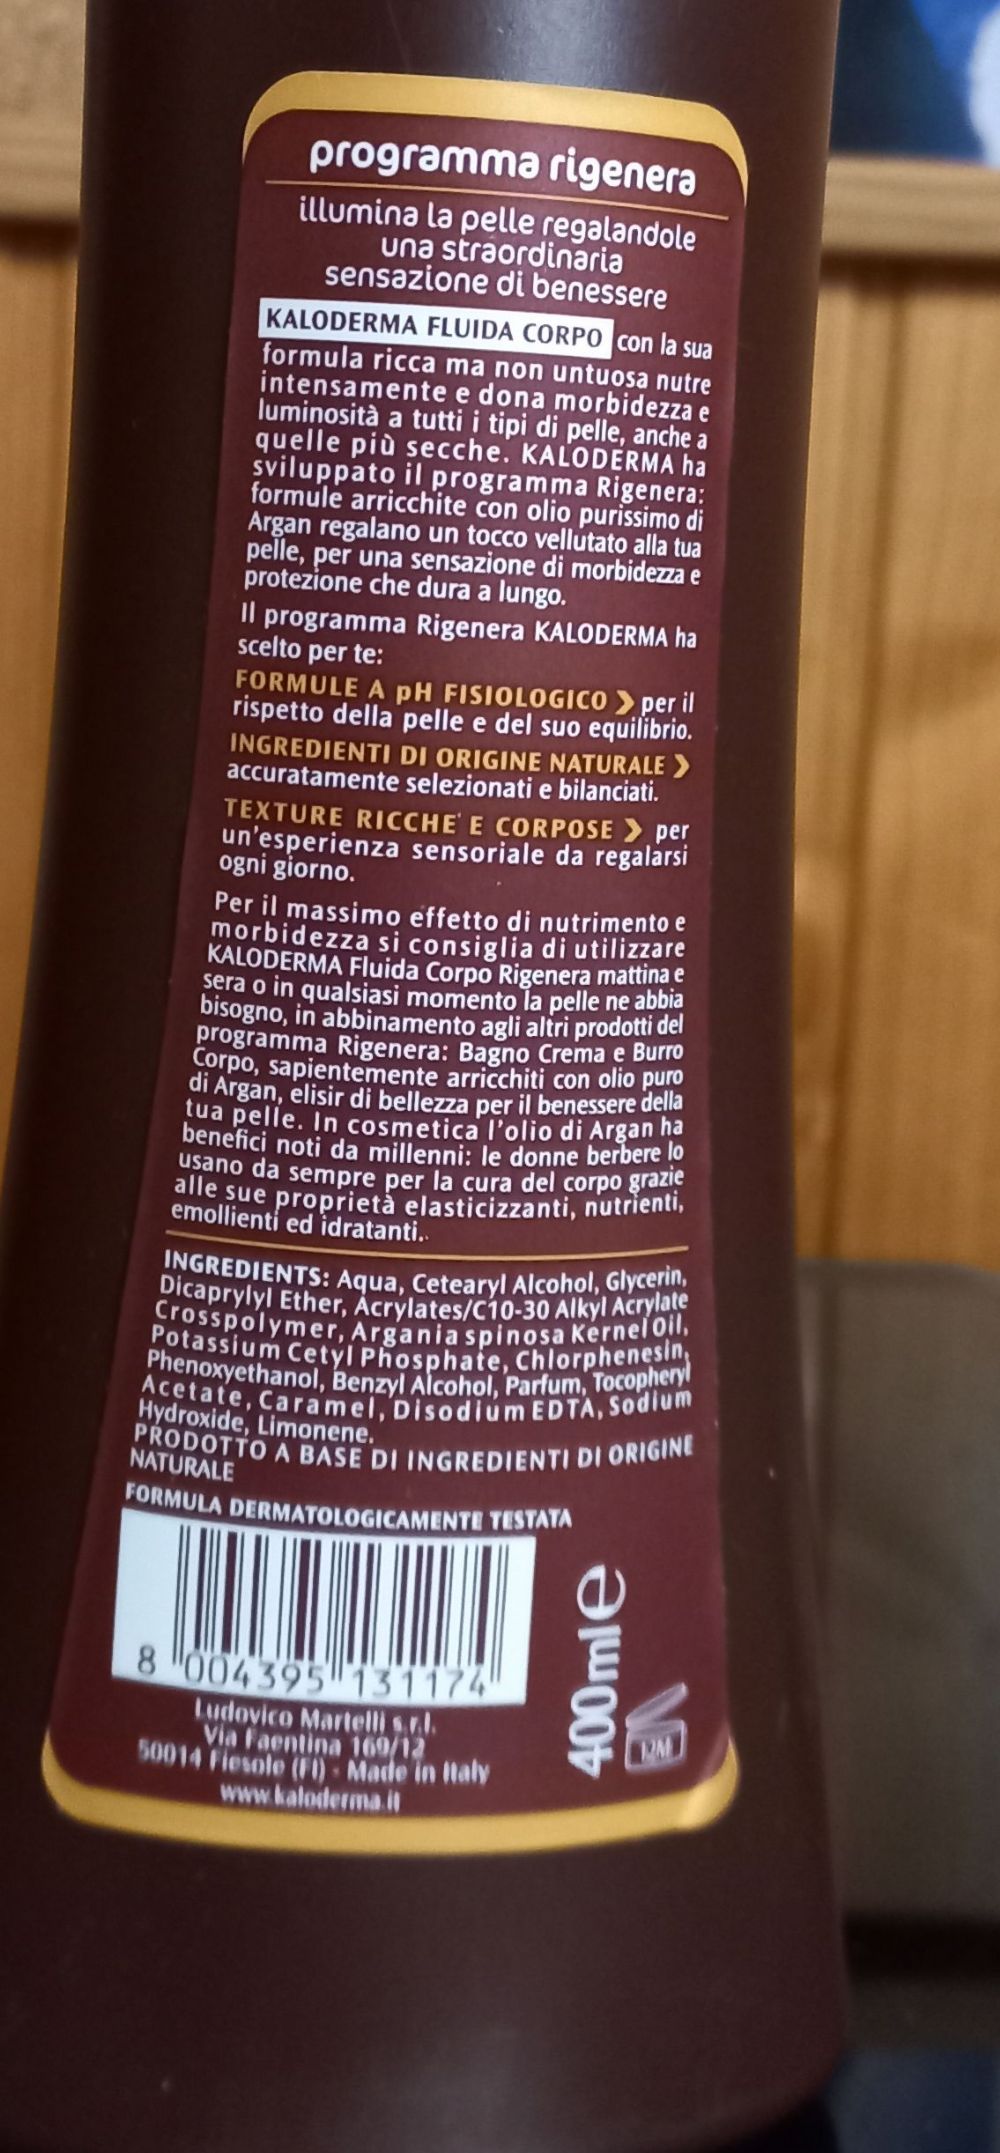 programma rigenera
illumina la pelle regalandole
una straordinaria
sensazione di benessere
KALODERMA FLUIDA CORPO con la sua
formula ricca ma non untuosa nutre
intensamente e dona morbidezza e
luminosità a tutti i tipi di pelle, anche a
quelle più secche. KALODERMA ha
sviluppato il programma Rigenera:
formule arricchite con olio purissimo di
Argan regalano un tocco vellutato alla tua
pelle, per una sensazione di morbidezza e
protezione che dura a lungo.
Il programma Rigenera KALODERMA ha
scelto per te:
FORMULE A pH FISIOLOGICO > per il
rispetto della pelle e del suo equilibrio.
INGREDIENTI DI ORIGINE NATURALE >
accuratamente selezionati e bilanciati.
TEXTURE RICCHE E CORPOSE > per
un'esperienza sensoriale da regalarsi
ogni giorno.
Per il massimo effetto di nutrimento e
morbidezza si consiglia di utilizzare
KALODERMA Fluida Corpo Rigenera mattina e
sera o in qualsiasi momento la pelle ne abbia
bisogno, in abbinamento agli altri prodotti del
programma Rigenera: Bagno Crema e Burro
Corpo, sapientemente arricchiti con olio puro
di Argan, elisir di bellezza per il benessere della
tua pelle. In cosmetica l'olio di Argan ha
benefici noti da millenni: le donne berbere lo
usano da sempre per la cura del corpo grazie
alle sue proprietà elasticizzanti, nutrienti,
emollienti ed idratanti..
INGREDIENTS: Aqua, Cetearyl Alcohol, Glycerin,
Dicaprylyl Ether, Acrylates/C10-30 Alkyl Acrylate
Crosspolymer, Argania spinosa Kernel Oil,
Potassium Cetyl Phosphate, Chlorphenesin,
Phenoxyethanol, Benzyl Alcohol, Parfum, Tocopheryl
Acetate, Caramel, Disodium EDTA, Sodium
Hydroxide, Limonene.
PRODOTTO A BASE DI INGREDIENTI DI ORIGINE
NATURALE
FORMULA DERMATOLOGICAMENTE TESTATA
8 004395 131174
400ml e
12M
Ludovico Martelli s.r.l.
Via Faentina 169/12
50014 Fiesole (FI) - Made in Italy
www.kaloderma.it